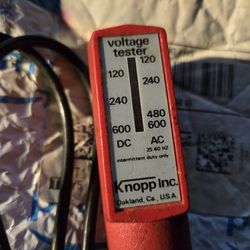 voltage
tester
120
120
240
240
480
600
600
DC
AC
25 60 HZ
intermittent duty only
Knopp Inc.
Oakland, Ca., U.S.A.